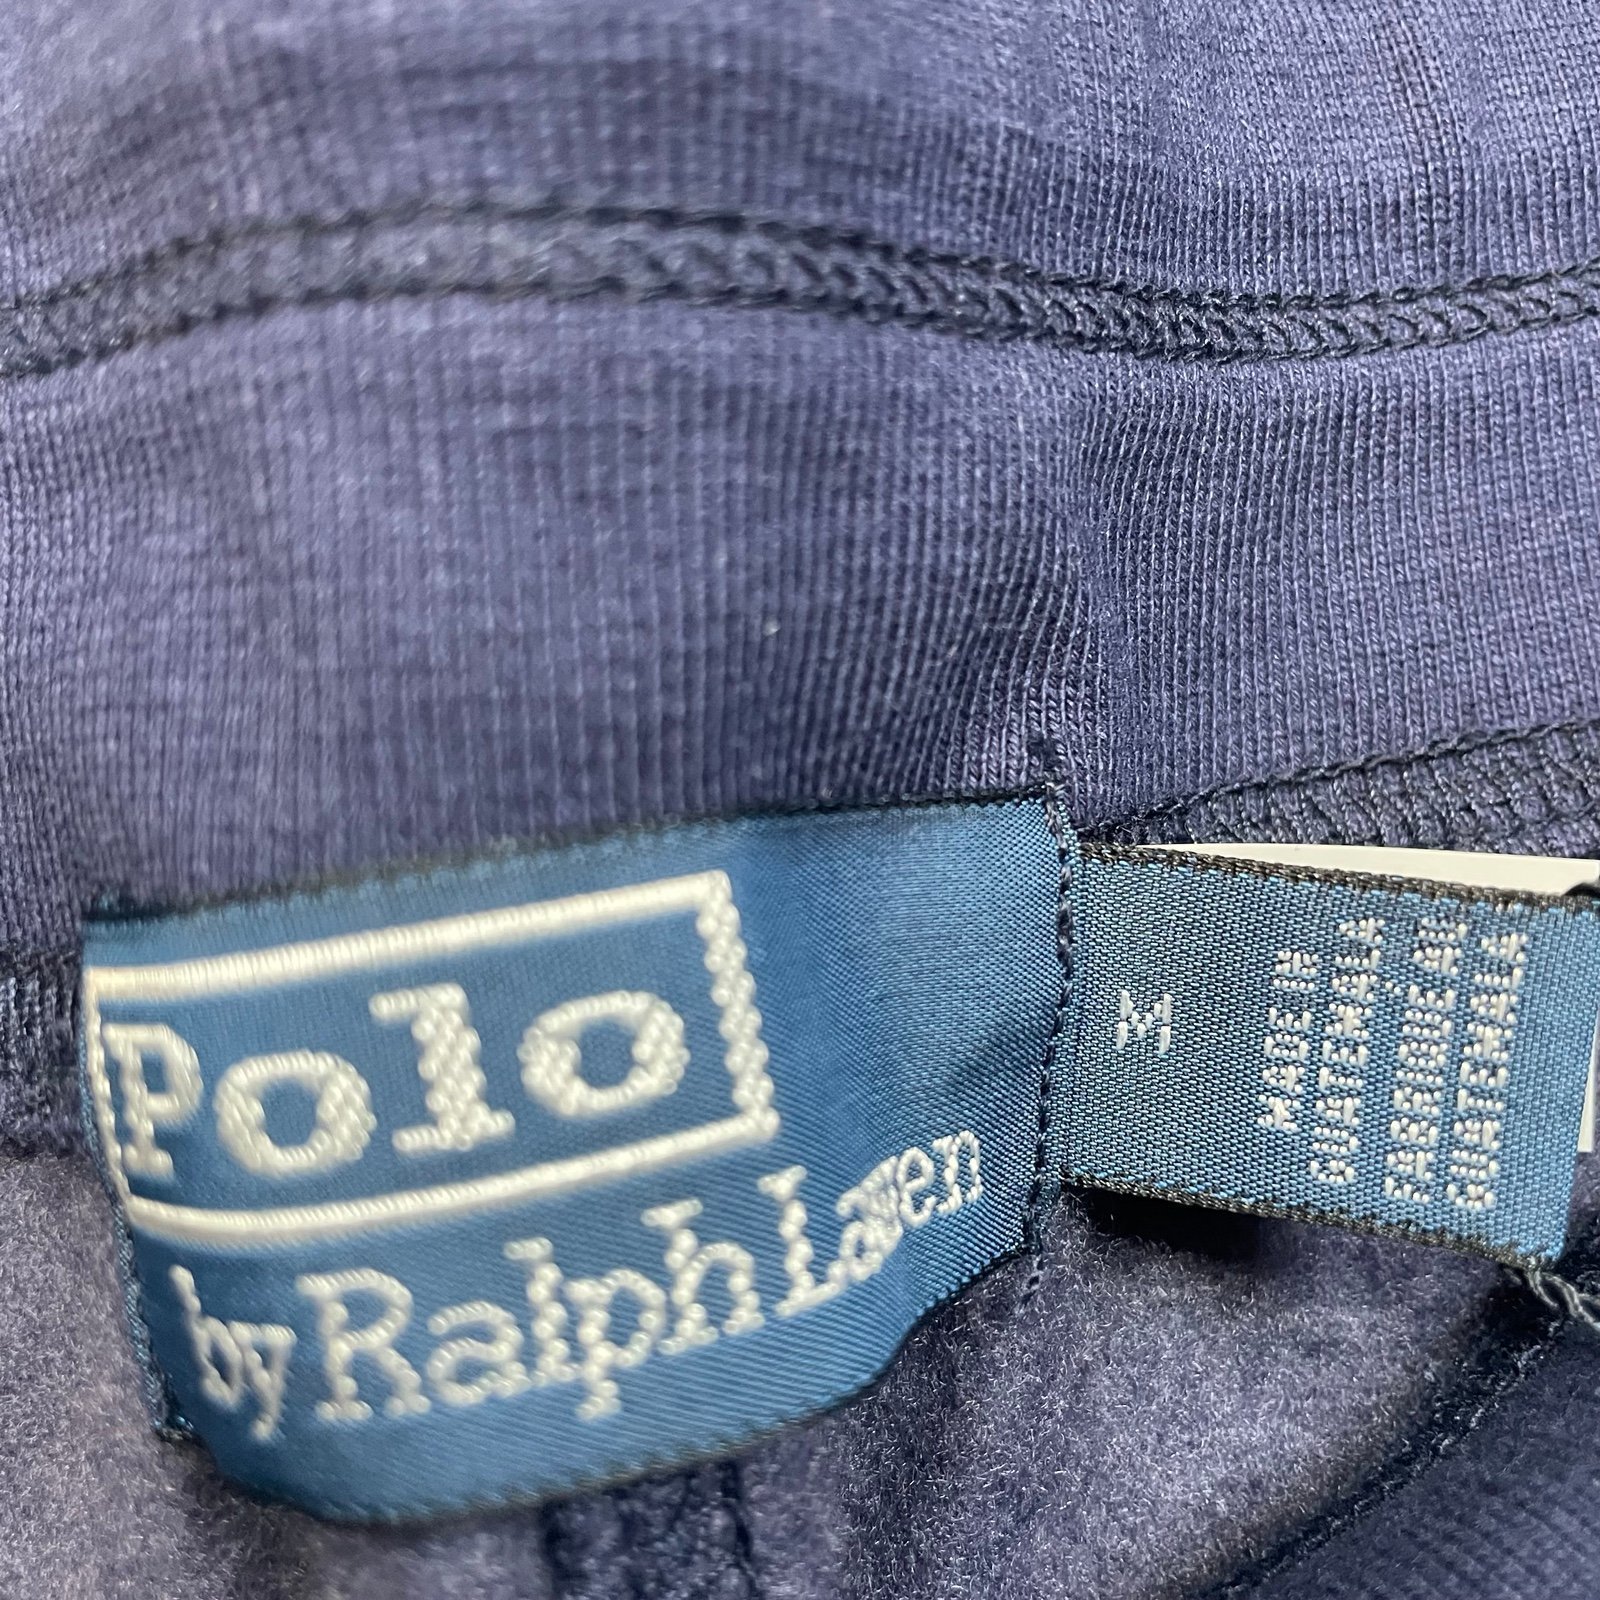 Polo
by Ralph Lauren
M
MADE IN
GUATEMALA
FABRIQUE/AU
GUATEMALA